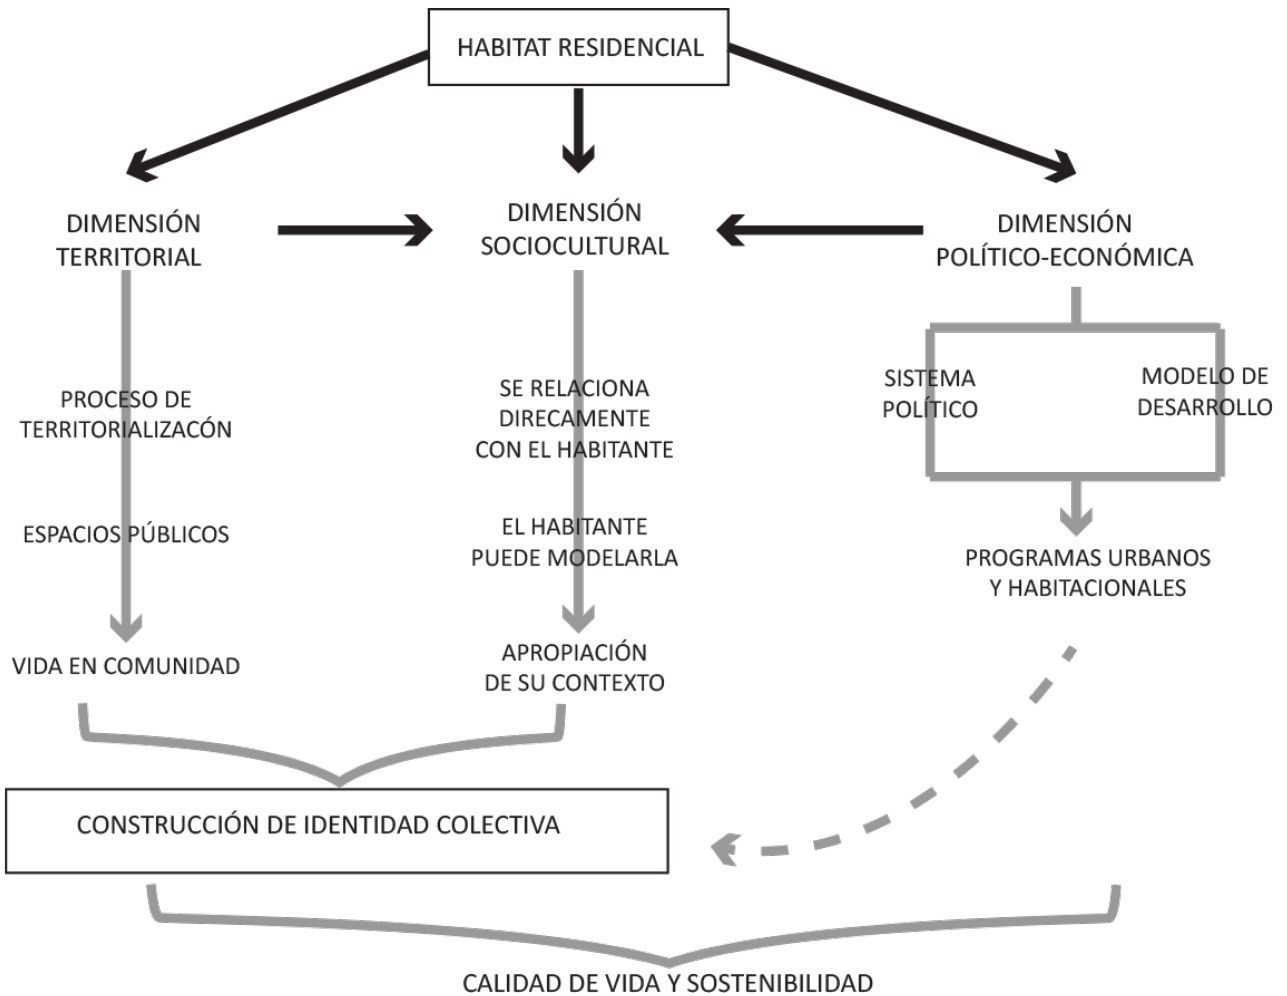 HABITAT RESIDENCIAL
DIMENSIÓN
TERRITORIAL
DIMENSIÓN
SOCIOCULTURAL
DIMENSIÓN
POLÍTICO-ECONÓMICA
PROCESO DE
TERRITORIALIZACÓN
ESPACIOS PÚBLICOS
VIDA EN COMUNIDAD
SE RELACIONA
DIRECAMENTE
CON EL HABITANTE
EL HABITANTE
PUEDE MODELARLA
APROPIACIÓN
DE SU CONTEXTO
SISTEMA
POLÍTICO
MODELO DE
DESARROLLO
PROGRAMAS URBANOS
Y HABITACIONALES
CONSTRUCCIÓN DE IDENTIDAD COLECTIVA
CALIDAD DE VIDA Y SOSTENIBILIDAD